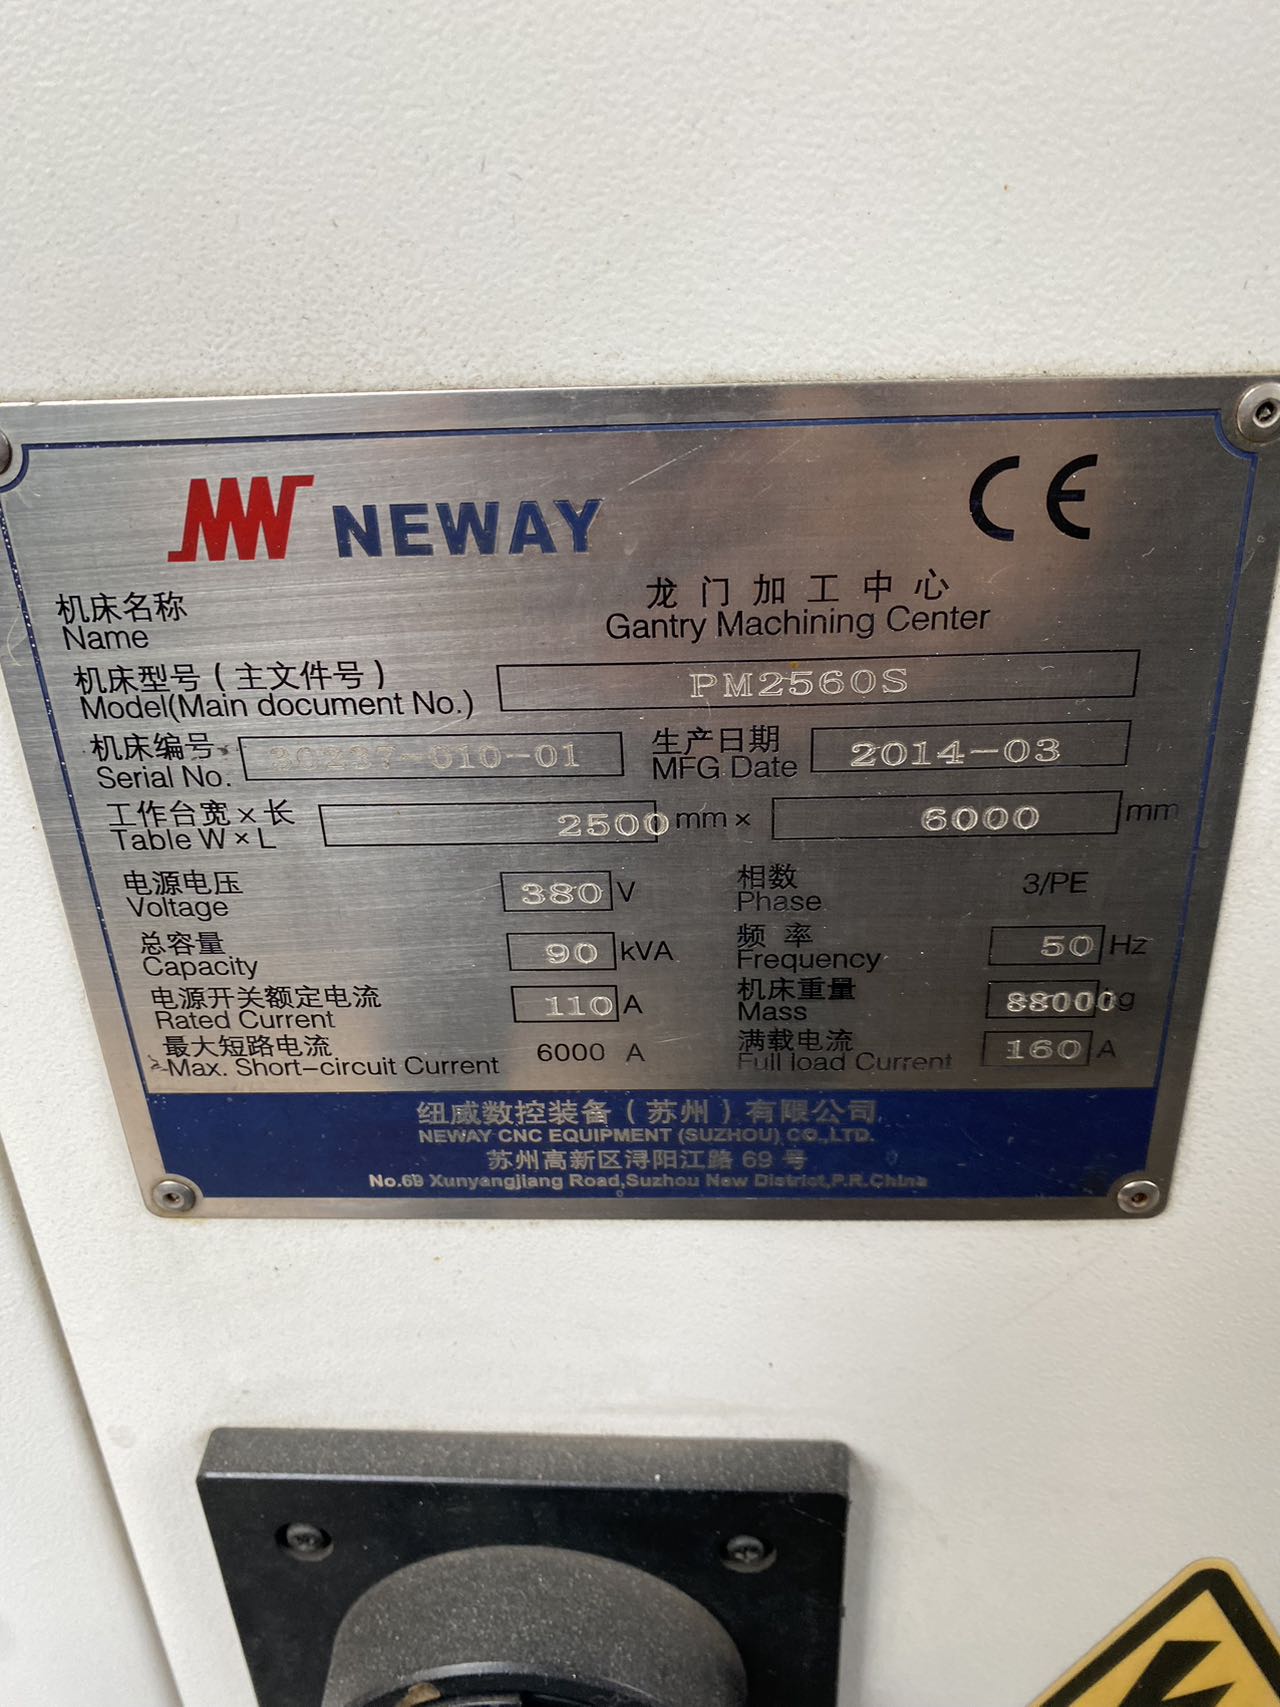 NEWAY
CE
机床名称 龙门加工中心
Name Gantry Machining Center
机床型号(主文件号) PM2560S
Model(Main document No.)
机床编号 30237-010-01 生产日期 2014-03
Serial No. MFG Date
工作台宽×长 2500 mm × 6000 mm
Table W×L
电源电压 380 V 相数 3/PE
Voltage Phase
总容量 90 kVA 频率 50 Hz
Capacity Frequency
电源开关额定电流 110 A 机床重量 88000 kg
Rated Current Mass
最大短路电流 6000 A 满载电流 160 A
Max. Short-circuit Current Full load Current
纽威数控装备(苏州)有限公司
NEWAY CNC EQUIPMENT (SUZHOU) CO.,LTD.
苏州高新区浔阳江路 69 号
No.69 Xunyangjiang Road,Suzhou New District,P.R.China